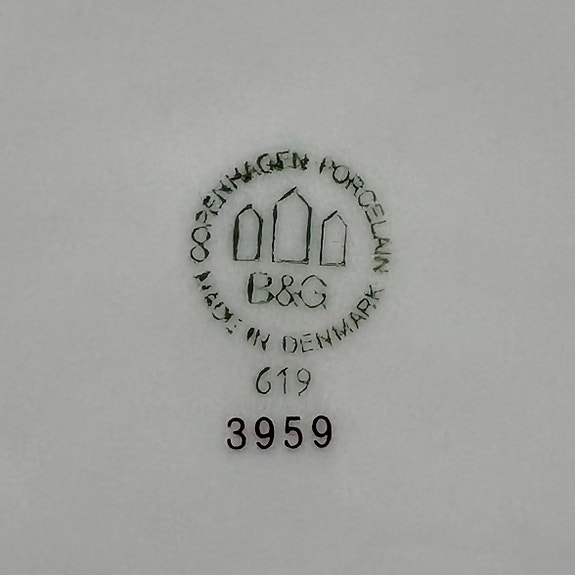 COPENHAGEN PORCELAIN
B&G
MADE IN DENMARK
619
3959